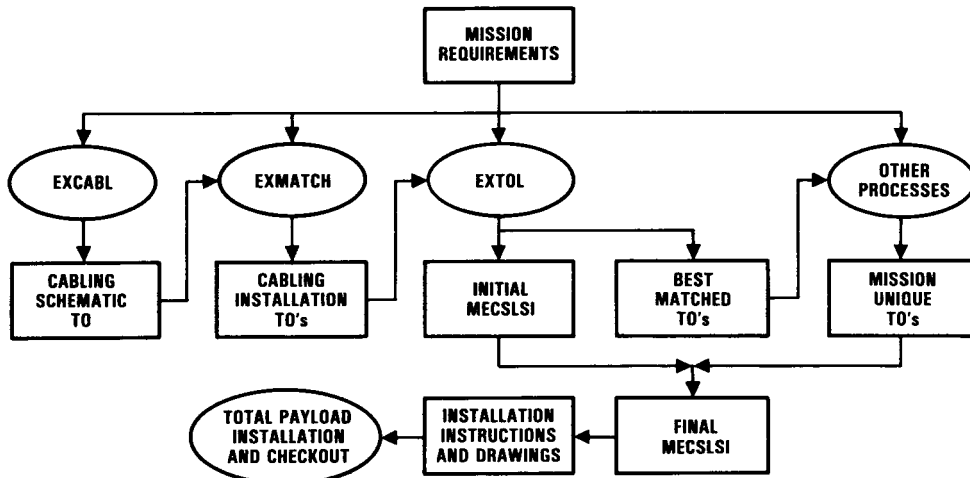 MISSION
REQUIREMENTS
EXCABL
EXMATCH
EXTOL
OTHER
PROCESSES
CABLING
SCHEMATIC
TO
CABLING
INSTALLATION
TO's
INITIAL
MECSLSI
BEST
MATCHED
TO's
MISSION
UNIQUE
TO's
TOTAL PAYLOAD
INSTALLATION
AND CHECKOUT
INSTALLATION
INSTRUCTIONS
AND DRAWINGS
FINAL
MECSLSI